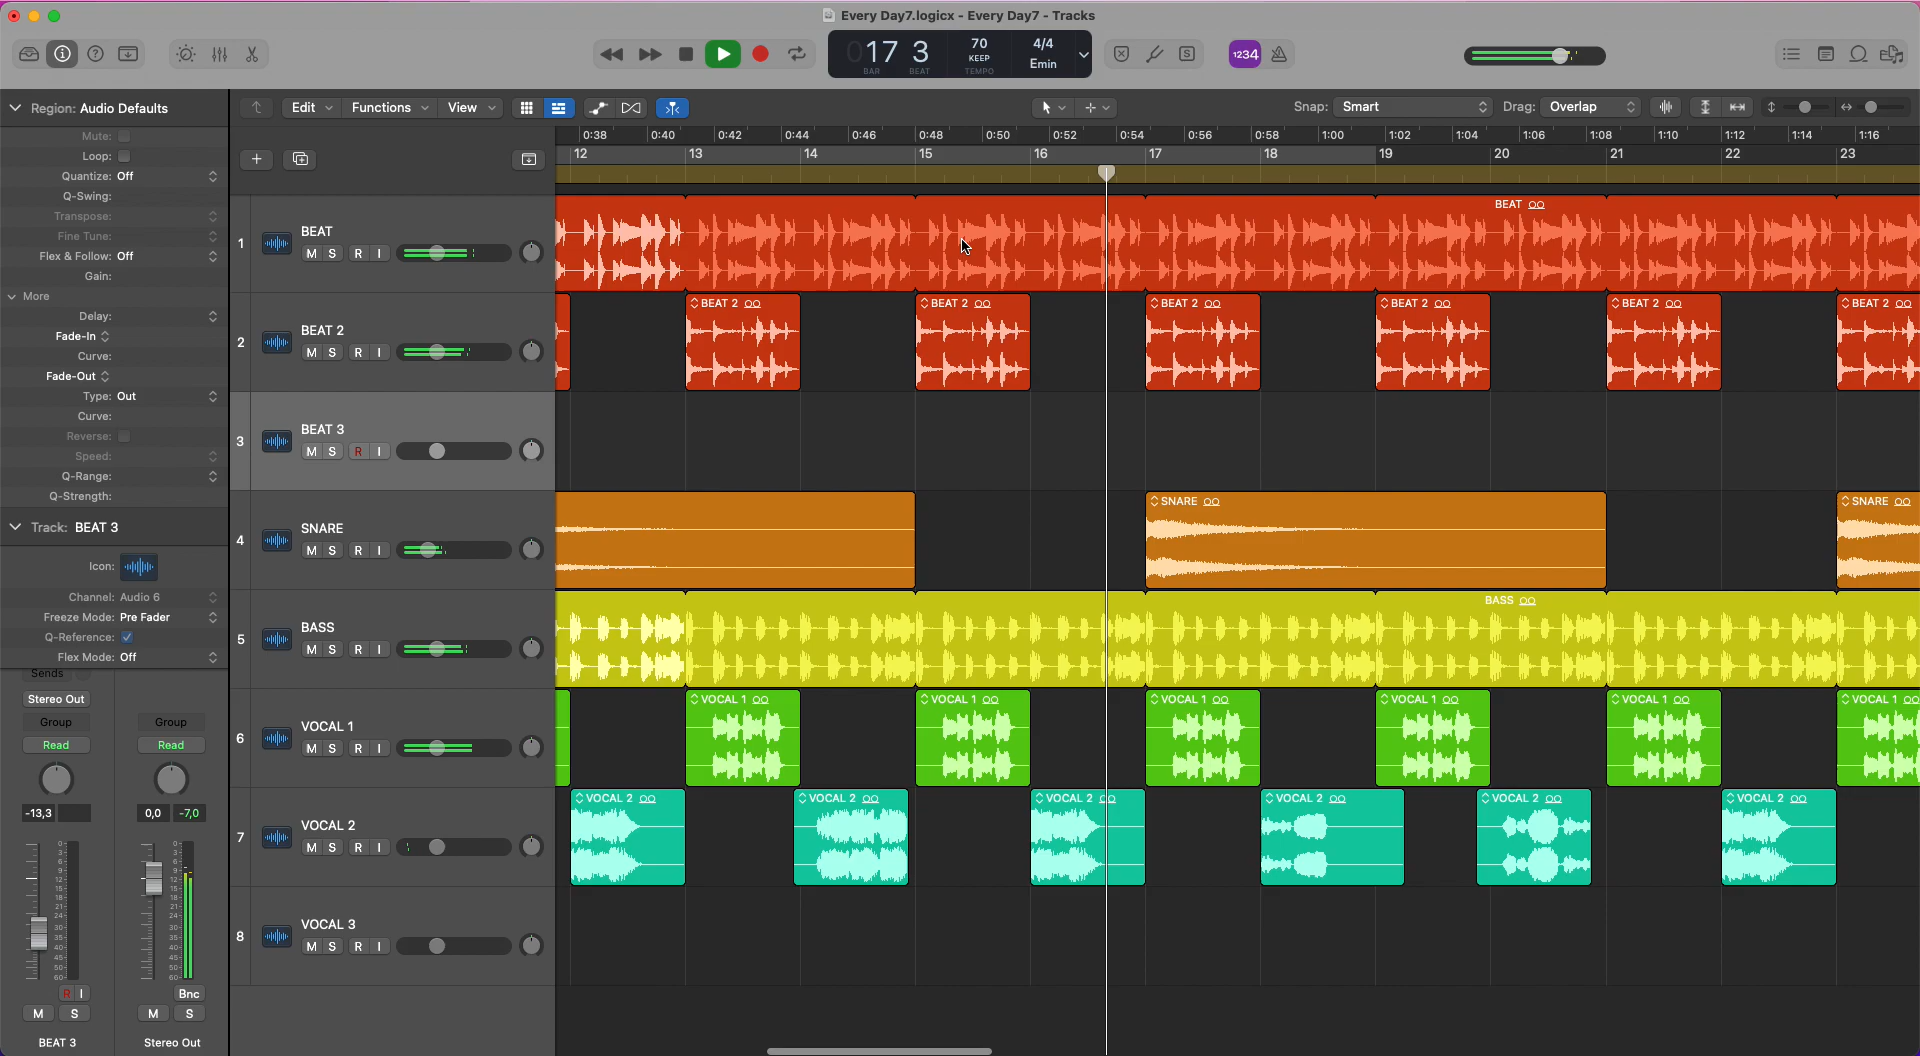 Every Day7.logicx - Every Day7 - Tracks
17 3
BAR BEAT
70
KEEP
TEMPO
4/4
Emin
S
1234
Region: Audio Defaults
Mute:
Loop:
Quantize: Off
Q-Swing:
Transpose:
Fine Tune:
Flex & Follow: Off
Gain:
More
Delay:
Fade-In
Curve:
Fade-Out
Type: Out
Curve:
Reverse:
Speed:
Q-Range:
Q-Strength:
Track: BEAT 3
Icon:
Channel: Audio 6
Freeze Mode: Pre Fader
Q-Reference:
Flex Mode: Off
Sends
Stereo Out
Group Group
Read Read
-13,3 0,0 -7,0
R I Bnc
M S M S
BEAT 3 Stereo Out
Edit Functions View
Snap: Smart Drag: Overlap
0:38 0:40 0:42 0:44 0:46 0:48 0:50 0:52 0:54 0:56 0:58 1:00 1:02 1:04 1:06 1:08 1:10 1:12 1:14 1:16
12 13 14 15 16 17 18 19 20 21 22 23
1 BEAT
M S R I
BEAT
2 BEAT 2
M S R I
BEAT 2 BEAT 2 BEAT 2 BEAT 2 BEAT 2 BEAT 2
3 BEAT 3
M S R I
4 SNARE
M S R I
SNARE SNARE
5 BASS
M S R I
BASS
6 VOCAL 1
M S R I
VOCAL 1 VOCAL 1 VOCAL 1 VOCAL 1 VOCAL 1 VOCAL 1
7 VOCAL 2
M S R I
VOCAL 2 VOCAL 2 VOCAL 2 VOCAL 2 VOCAL 2 VOCAL 2
8 VOCAL 3
M S R I